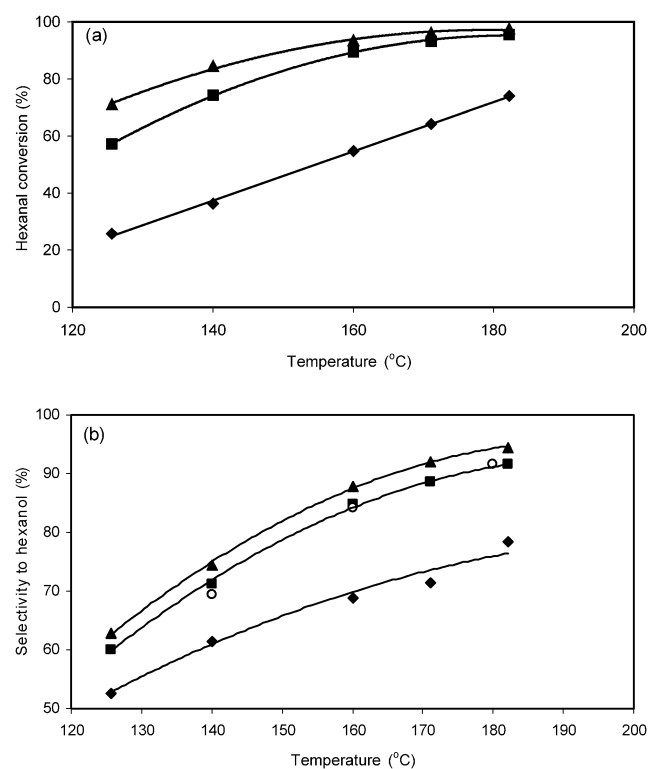 (a)
Hexanal conversion (%)
100
80
60
40
20
0
120 140 160 180 200
Temperature (°C)
(b)
Selectivity to hexanol (%)
100
90
80
70
60
50
120 130 140 150 160 170 180 190 200
Temperature (°C)